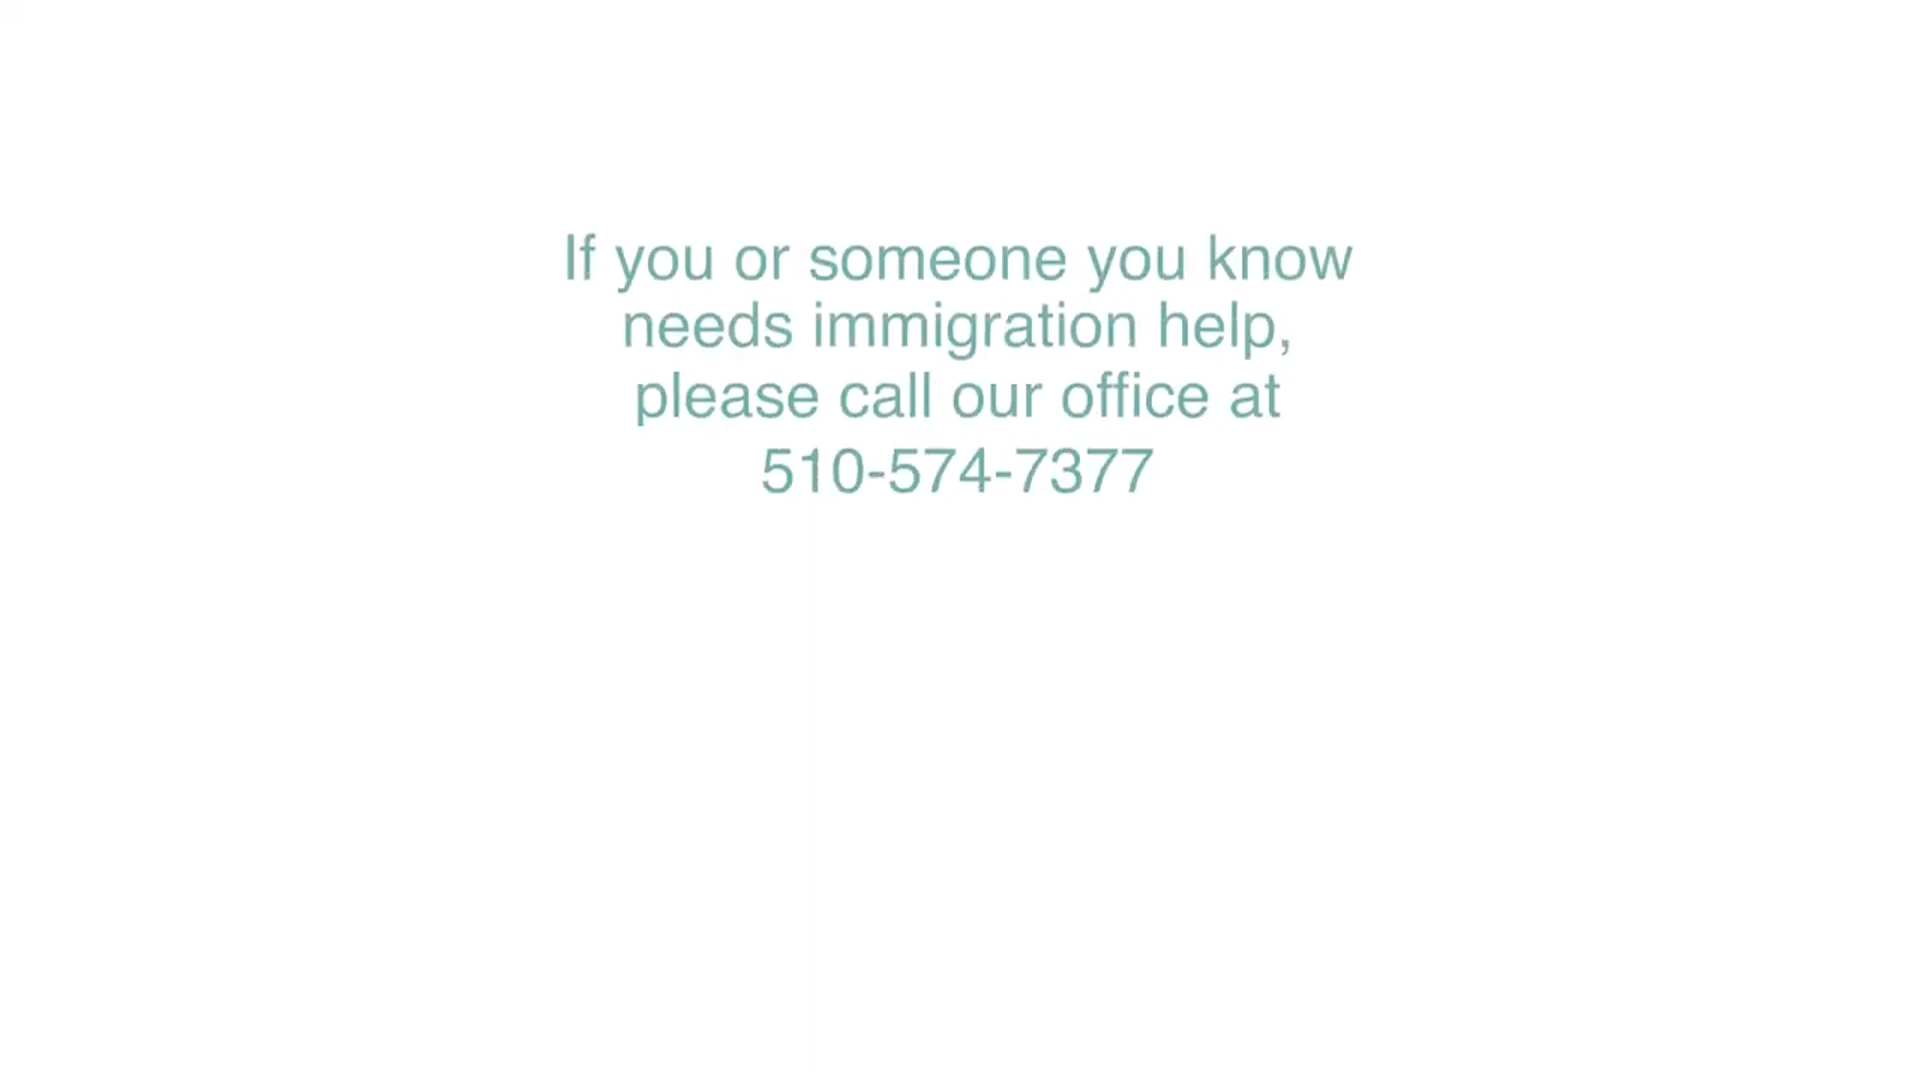 If you or someone you know
needs immigration help,
please call our office at
510-574-7377